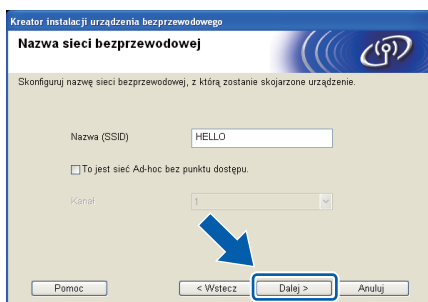 Kreator instalacji urządzenia bezprzewodowego
Nazwa sieci bezprzewodowej
Skonfiguruj nazwę sieci bezprzewodowej, z którą zostanie skojarzone urządzenie.
Nazwa (SSID) HELLO
To jest sieć Ad-hoc bez punktu dostępu.
Kanał 1
Pomoc < Wstecz Dalej > Anuluj